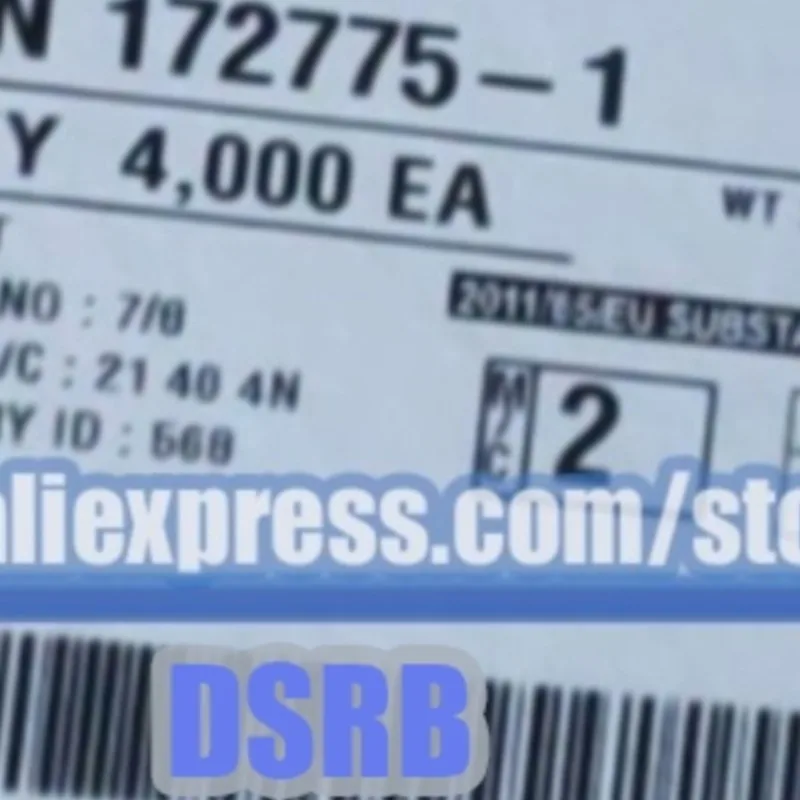 N 172775-1
Y 4,000 EA
WT
T
NO : 7/8
/C : 21 40 4N
Y ID : 568
2011/65/EU SUBSTA
M/C 2
aliexpress.com/sto
DSRB